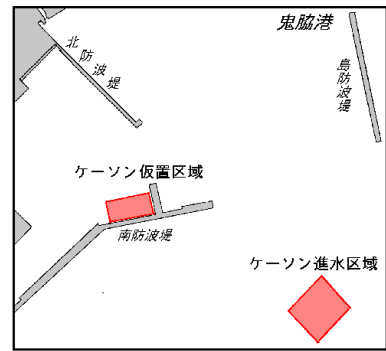 鬼脇港
北防波堤
島防波堤
ケーソン仮置区域
南防波堤
ケーソン進水区域